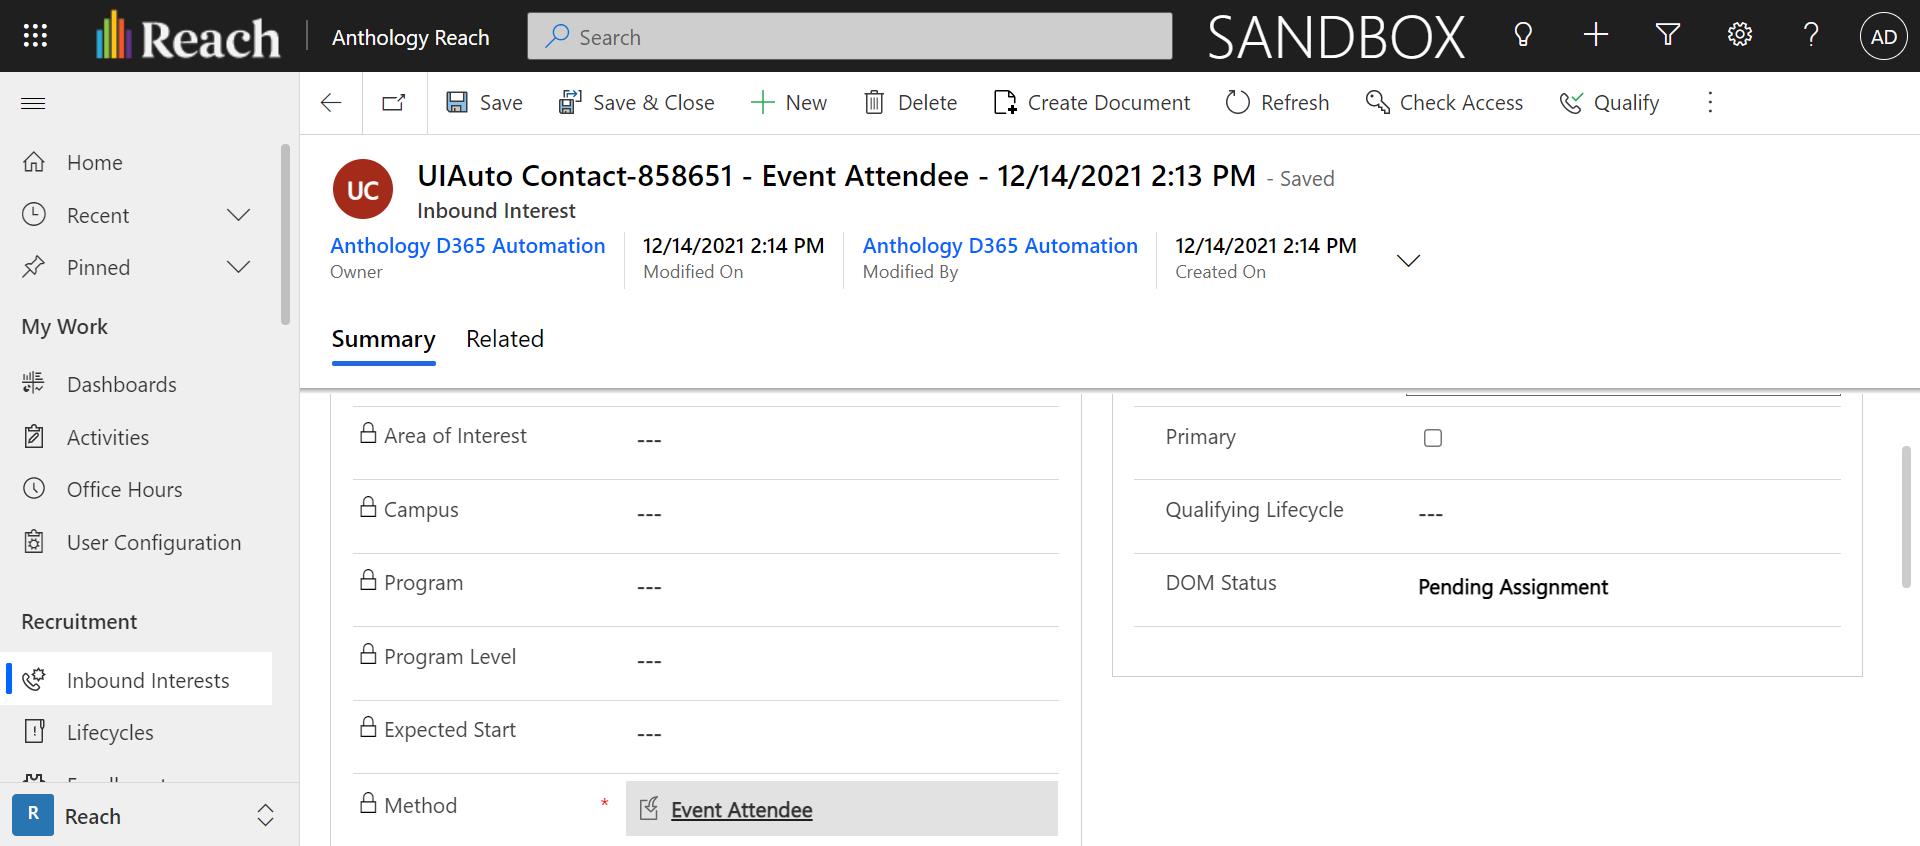 Reach
Anthology Reach
Search
SANDBOX
AD
Save
Save & Close
New
Delete
Create Document
Refresh
Check Access
Qualify
Home
Recent
Pinned
My Work
Dashboards
Activities
Office Hours
User Configuration
Recruitment
Inbound Interests
Lifecycles
R
Reach
UC
UIAuto Contact-858651 - Event Attendee - 12/14/2021 2:13 PM - Saved
Inbound Interest
Anthology D365 Automation
Owner
12/14/2021 2:14 PM
Modified On
Anthology D365 Automation
Modified By
12/14/2021 2:14 PM
Created On
Summary
Related
Area of Interest ---
Campus ---
Program ---
Program Level ---
Expected Start ---
Method * Event Attendee
Primary
Qualifying Lifecycle ---
DOM Status Pending Assignment